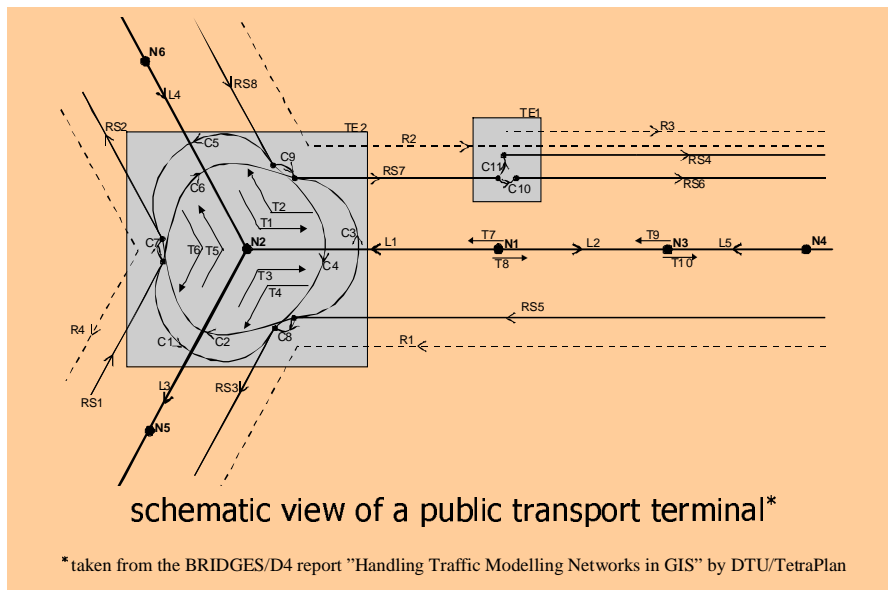 N6
RS8
L4
RS2
TE2
TE1
R3
R2
C5
C9
C11
RS4
RS7
C10
RS6
C6
T2
T1
C7
T6
T5
N2
C3
L1
T7
N1
T8
L2
T9
N3
T10
L5
N4
C4
T3
T4
RS5
R4
C1
C2
C8
R1
L3
RS3
RS1
N5
schematic view of a public transport terminal*
*taken from the BRIDGES/D4 report ”Handling Traffic Modelling Networks in GIS” by DTU/TetraPlan